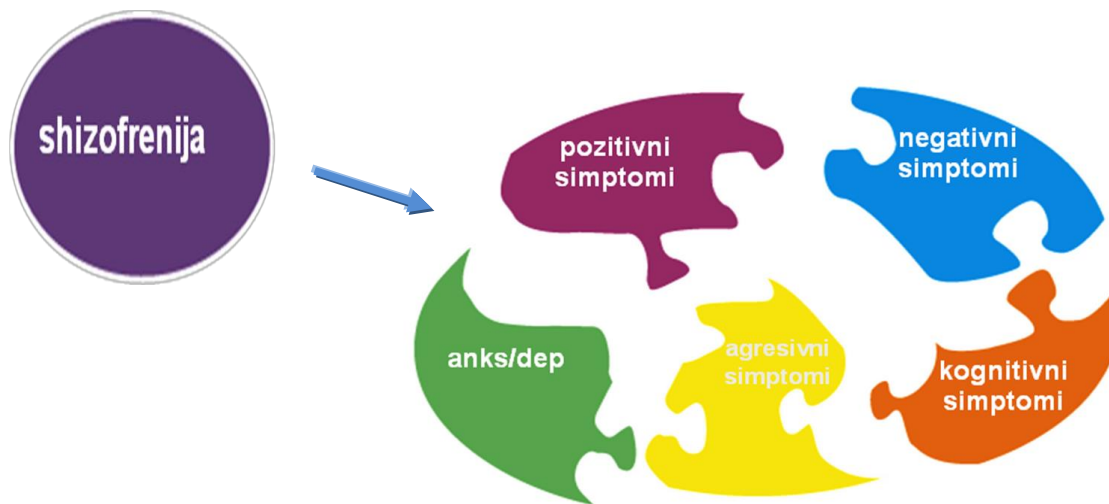 shizofrenija
pozitivni
simptomi
negativni
simptomi
anks/dep
agresivni
simptomi
kognitivni
simptomi